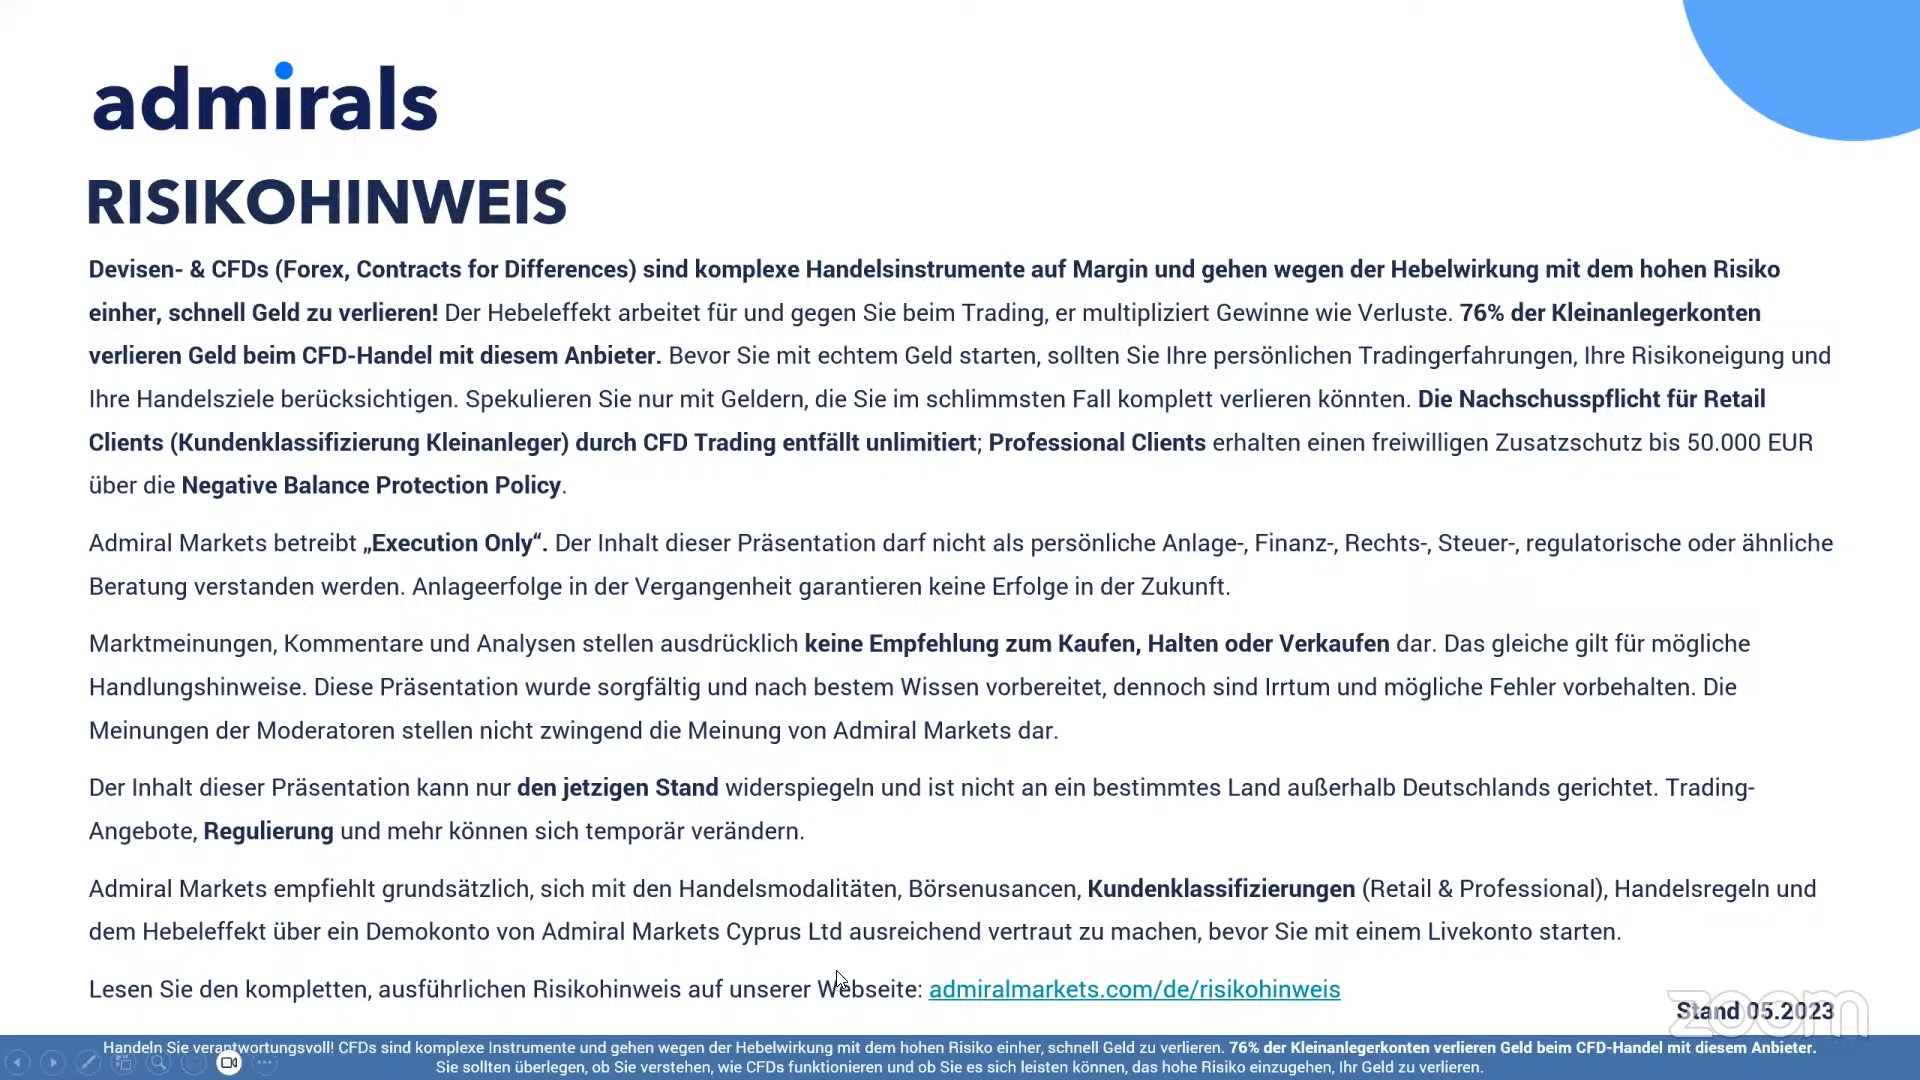 admirals
RISIKOHINWEIS
Devisen- & CFDs (Forex, Contracts for Differences) sind komplexe Handelsinstrumente auf Margin und gehen wegen der Hebelwirkung mit dem hohen Risiko
einher, schnell Geld zu verlieren! Der Hebeleffekt arbeitet für und gegen Sie beim Trading, er multipliziert Gewinne wie Verluste. 76% der Kleinanlegerkonten
verlieren Geld beim CFD-Handel mit diesem Anbieter. Bevor Sie mit echtem Geld starten, sollten Sie Ihre persönlichen Tradingerfahrungen, Ihre Risikoneigung und
Ihre Handelsziele berücksichtigen. Spekulieren Sie nur mit Geldern, die Sie im schlimmsten Fall komplett verlieren könnten. Die Nachschusspflicht für Retail
Clients (Kundenklassifizierung Kleinanleger) durch CFD Trading entfällt unlimitiert; Professional Clients erhalten einen freiwilligen Zusatzschutz bis 50.000 EUR
über die Negative Balance Protection Policy.
Admiral Markets betreibt „Execution Only“. Der Inhalt dieser Präsentation darf nicht als persönliche Anlage-, Finanz-, Rechts-, Steuer-, regulatorische oder ähnliche
Beratung verstanden werden. Anlageerfolge in der Vergangenheit garantieren keine Erfolge in der Zukunft.
Marktmeinungen, Kommentare und Analysen stellen ausdrücklich keine Empfehlung zum Kaufen, Halten oder Verkaufen dar. Das gleiche gilt für mögliche
Handlungshinweise. Diese Präsentation wurde sorgfältig und nach bestem Wissen vorbereitet, dennoch sind Irrtum und mögliche Fehler vorbehalten. Die
Meinungen der Moderatoren stellen nicht zwingend die Meinung von Admiral Markets dar.
Der Inhalt dieser Präsentation kann nur den jetzigen Stand widerspiegeln und ist nicht an ein bestimmtes Land außerhalb Deutschlands gerichtet. Trading-
Angebote, Regulierung und mehr können sich temporär verändern.
Admiral Markets empfiehlt grundsätzlich, sich mit den Handelsmodalitäten, Börsenusancen, Kundenklassifizierungen (Retail & Professional), Handelsregeln und
dem Hebeleffekt über ein Demokonto von Admiral Markets Cyprus Ltd ausreichend vertraut zu machen, bevor Sie mit einem Livekonto starten.
Lesen Sie den kompletten, ausführlichen Risikohinweis auf unserer Webseite: admiralmarkets.com/de/risikohinweis
zoom
Stand 05.2023
Handeln Sie verantwortungsvoll! CFDs sind komplexe Instrumente und gehen wegen der Hebelwirkung mit dem hohen Risiko einher, schnell Geld zu verlieren. 76% der Kleinanlegerkonten verlieren Geld beim CFD-Handel mit diesem Anbieter.
Sie sollten überlegen, ob Sie verstehen, wie CFDs funktionieren und ob Sie es sich leisten können, das hohe Risiko einzugehen, Ihr Geld zu verlieren.